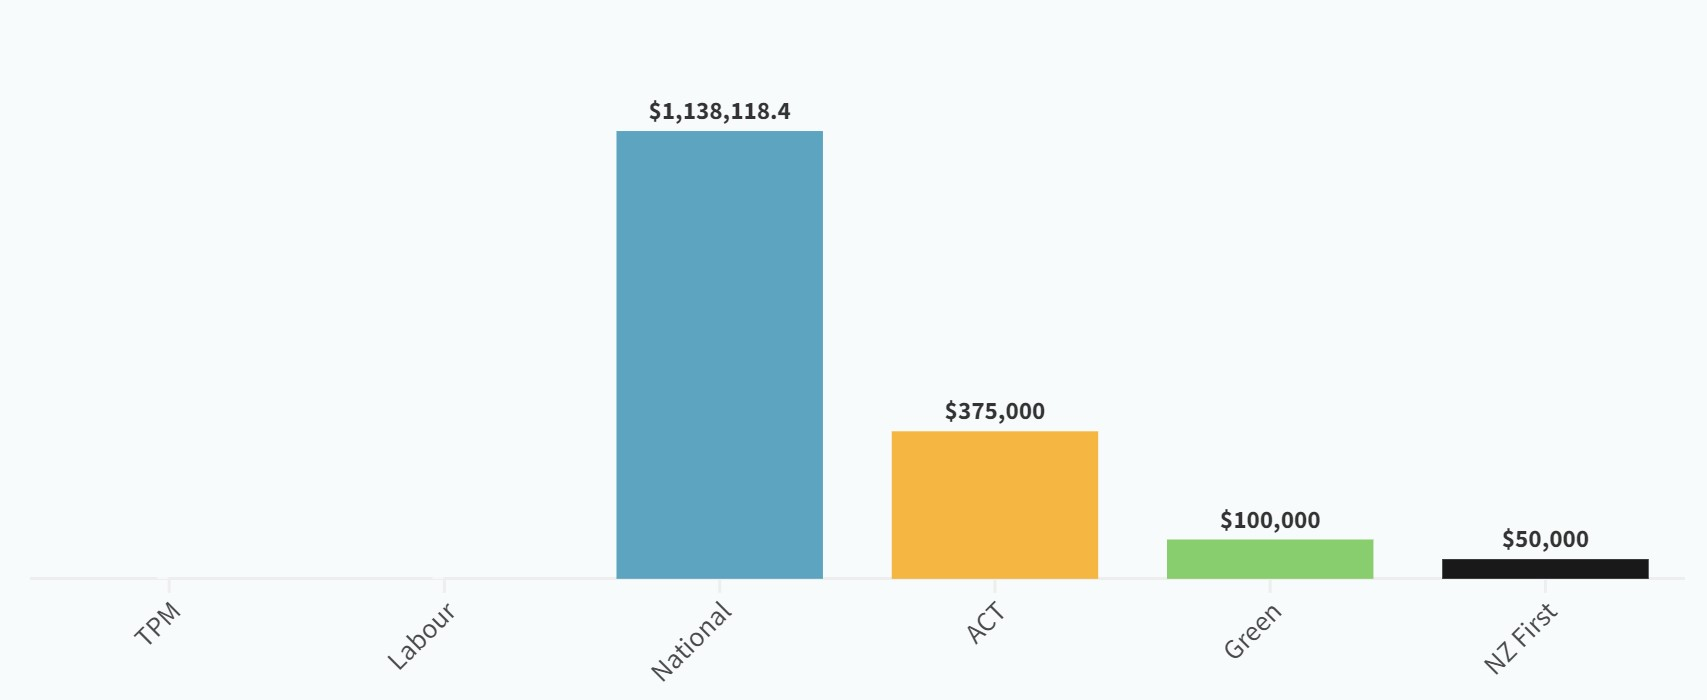 $1,138,118.4
$375,000
$100,000
$50,000
TPM
Labour
National
ACT
Green
NZ First